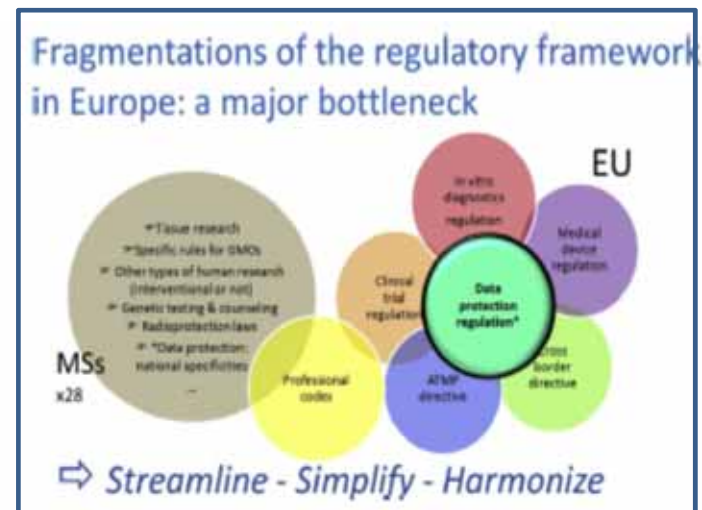 Fragmentations of the regulatory framework
in Europe: a major bottleneck
EU
MSs
x28
Tissue research
Specific rules for GMOs
Other types of human research
(interventional or not)
Genetic testing & counseling
Radioprotection laws
*Data protection:
national specificities
...
Professional
codes
Clinical
trial
regulation
In vitro
diagnostics
regulation
Medical
device
regulation
Data
protection
regulation*
ATMP
directive
Cross
border
directive
⇨ Streamline - Simplify - Harmonize